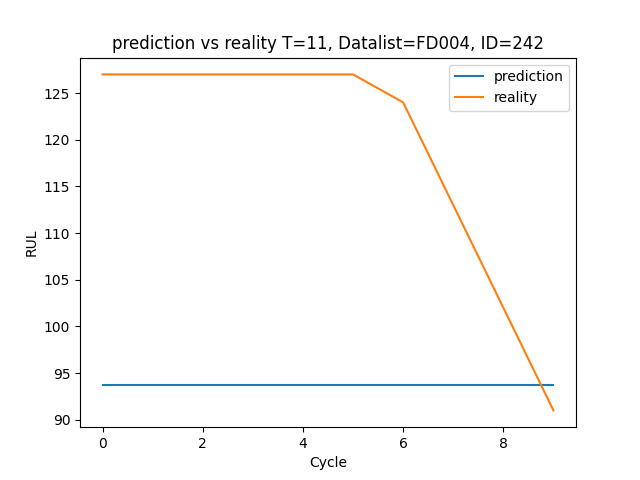 prediction vs reality T=11, Datalist=FD004, ID=242
prediction
reality
125
120
115
110
105
100
95
90
RUL
0 2 4 6 8
Cycle